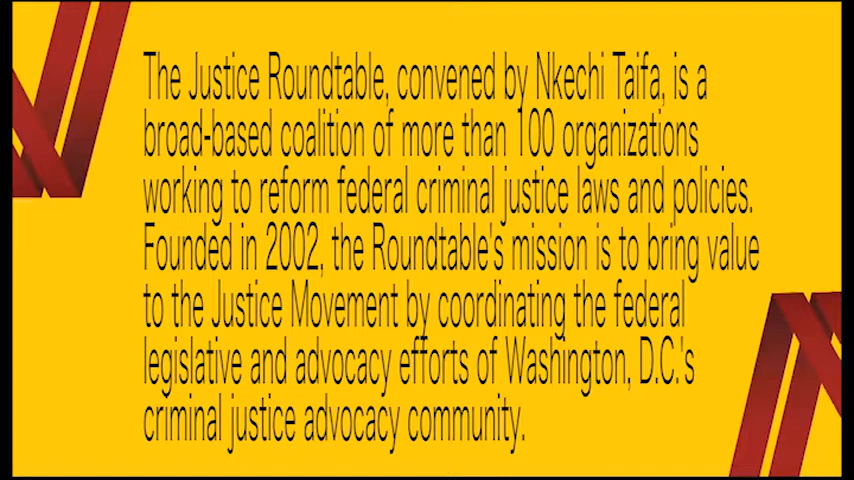 The Justice Roundtable, convened by Nkechi Taifa, is a
broad-based coalition of more than 100 organizations
working to reform federal criminal justice laws and policies.
Founded in 2002, the Roundtable's mission is to bring value
to the Justice Movement by coordinating the federal
legislative and advocacy efforts of Washington, D.C.'s
criminal justice advocacy community.